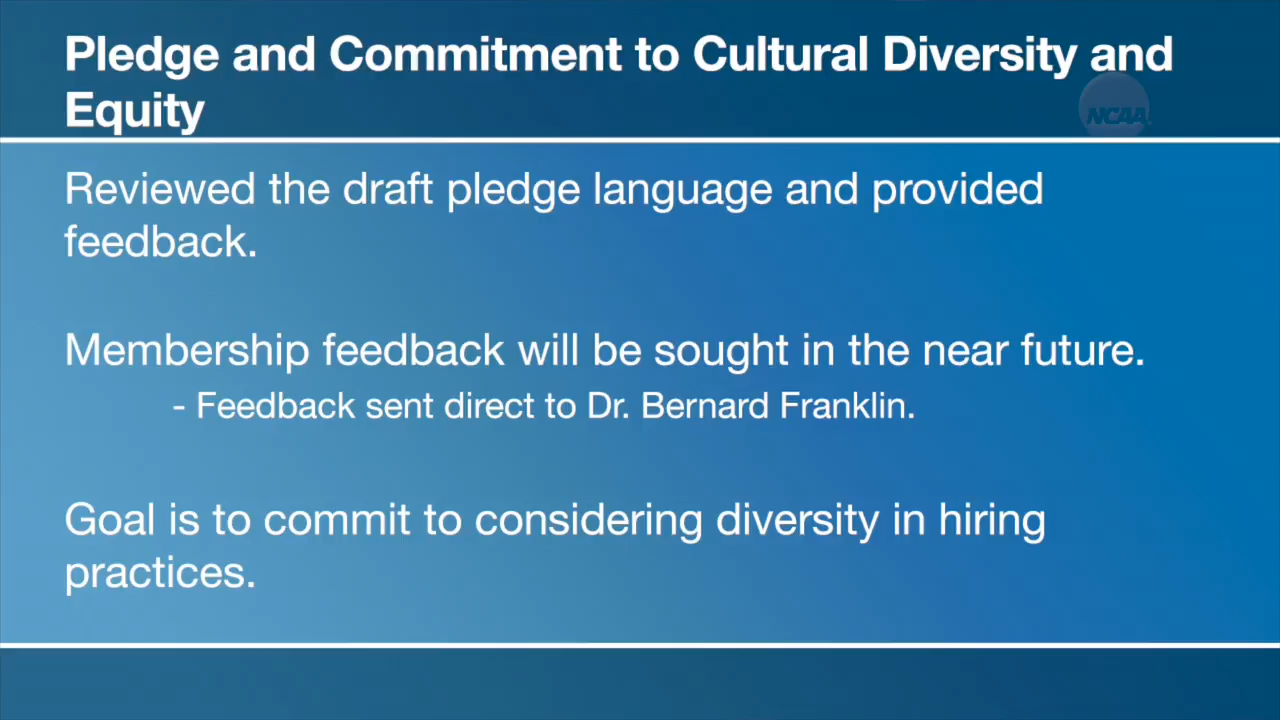 Pledge and Commitment to Cultural Diversity and
Equity
NCAA
Reviewed the draft pledge language and provided
feedback.
Membership feedback will be sought in the near future.
- Feedback sent direct to Dr. Bernard Franklin.
Goal is to commit to considering diversity in hiring
practices.